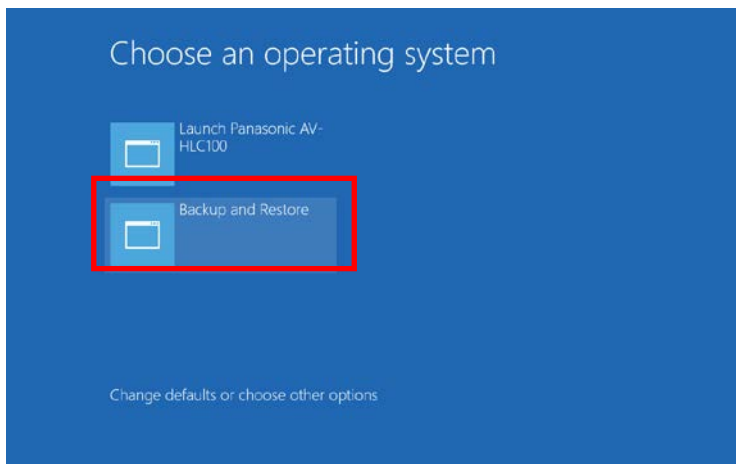 Choose an operating system
Launch Panasonic AV-
HLC100
Backup and Restore
Change defaults or choose other options